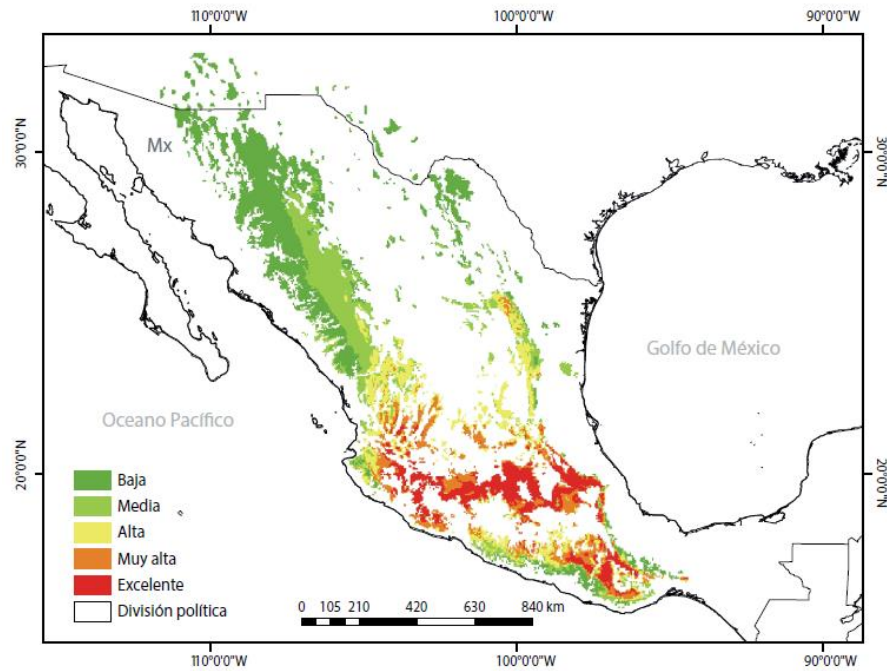 110°0'0"W 100°0'0"W 90°0'0"W
30°0'0"N
30°0'0"N
Mx
Golfo de México
Oceano Pacífico
20°0'0"N
20°0'0"N
Baja
Media
Alta
Muy alta
Excelente
División política
0 105 210 420 630 840 km
110°0'0"W 100°0'0"W 90°0'0"W